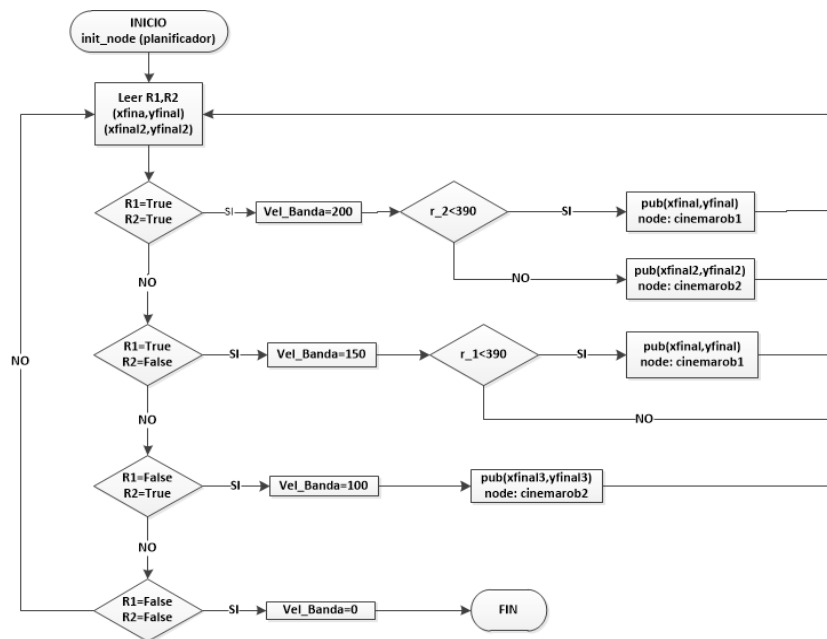 INICIO
init_node (planificador)
Leer R1,R2
(xfina,yfinal)
(xfinal2,yfinal2)
R1=True
R2=True
SI
Vel_Banda=200
r_2<390
SI
pub(xfinal,yfinal)
node: cinemarob1
NO
pub(xfinal2,yfinal2)
node: cinemarob2
NO
R1=True
R2=False
SI
Vel_Banda=150
r_1<390
SI
pub(xfinal,yfinal)
node: cinemarob1
NO
NO
NO
R1=False
R2=True
SI
Vel_Banda=100
pub(xfinal3,yfinal3)
node: cinemarob2
NO
R1=False
R2=False
SI
Vel_Banda=0
FIN